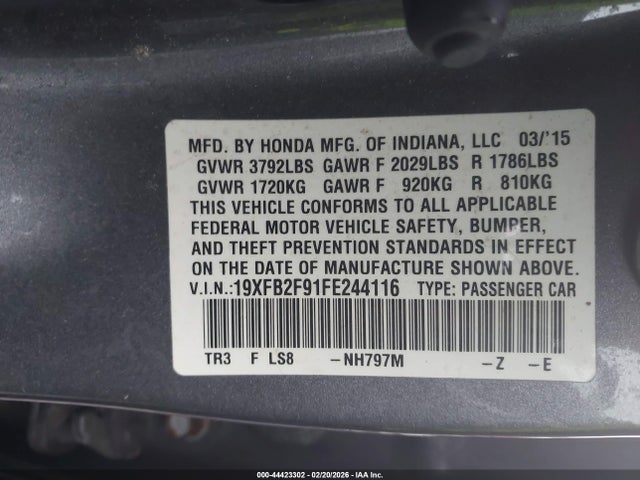 MFD. BY HONDA MFG. OF INDIANA, LLC 03/'15
GVWR 3792LBS GAWR F 2029LBS R 1786LBS
GVWR 1720KG GAWR F 920KG R 810KG
THIS VEHICLE CONFORMS TO ALL APPLICABLE
FEDERAL MOTOR VEHICLE SAFETY, BUMPER,
AND THEFT PREVENTION STANDARDS IN EFFECT
ON THE DATE OF MANUFACTURE SHOWN ABOVE.
V.I.N.:19XFB2F91FE244116 TYPE: PASSENGER CAR
TR3 F LS8 -NH797M -Z -E
000-44423302 - 02/20/2026 - IAA Inc.